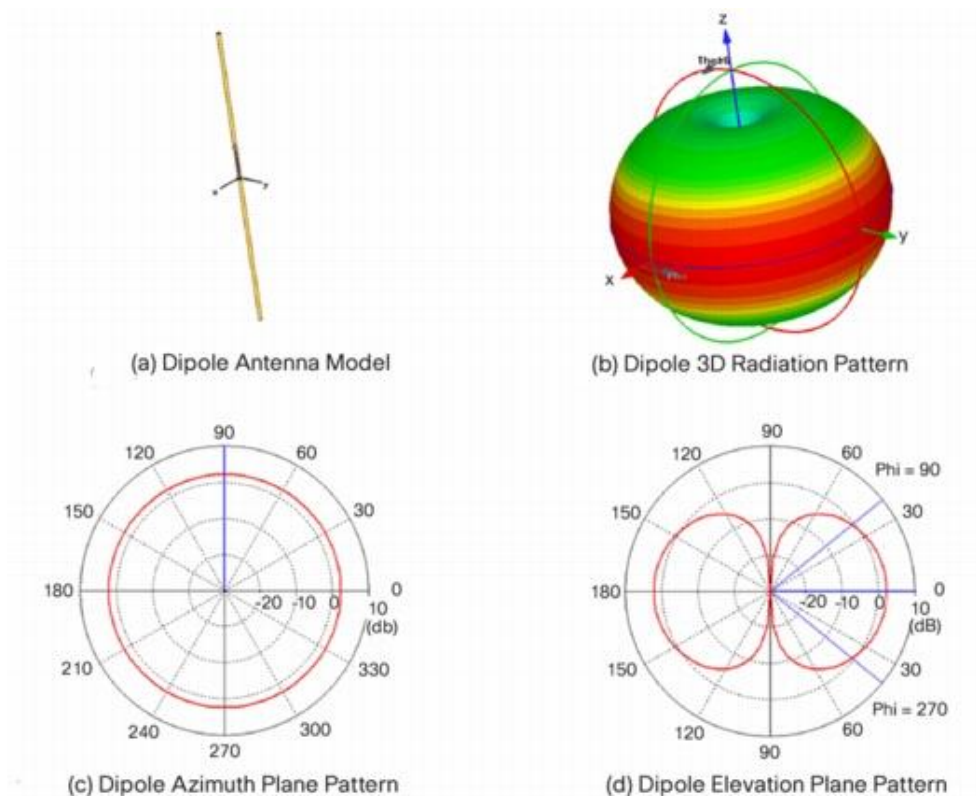 z
Theta
x
y
x
y
Phi
(a) Dipole Antenna Model
(b) Dipole 3D Radiation Pattern
90
120
60
150
30
180
0
-20
-10
0
10
(db)
210
330
240
300
270
(c) Dipole Azimuth Plane Pattern
90
120
60
Phi = 90
150
30
180
0
-20
-10
0
10
(dB)
150
30
Phi = 270
120
60
90
(d) Dipole Elevation Plane Pattern